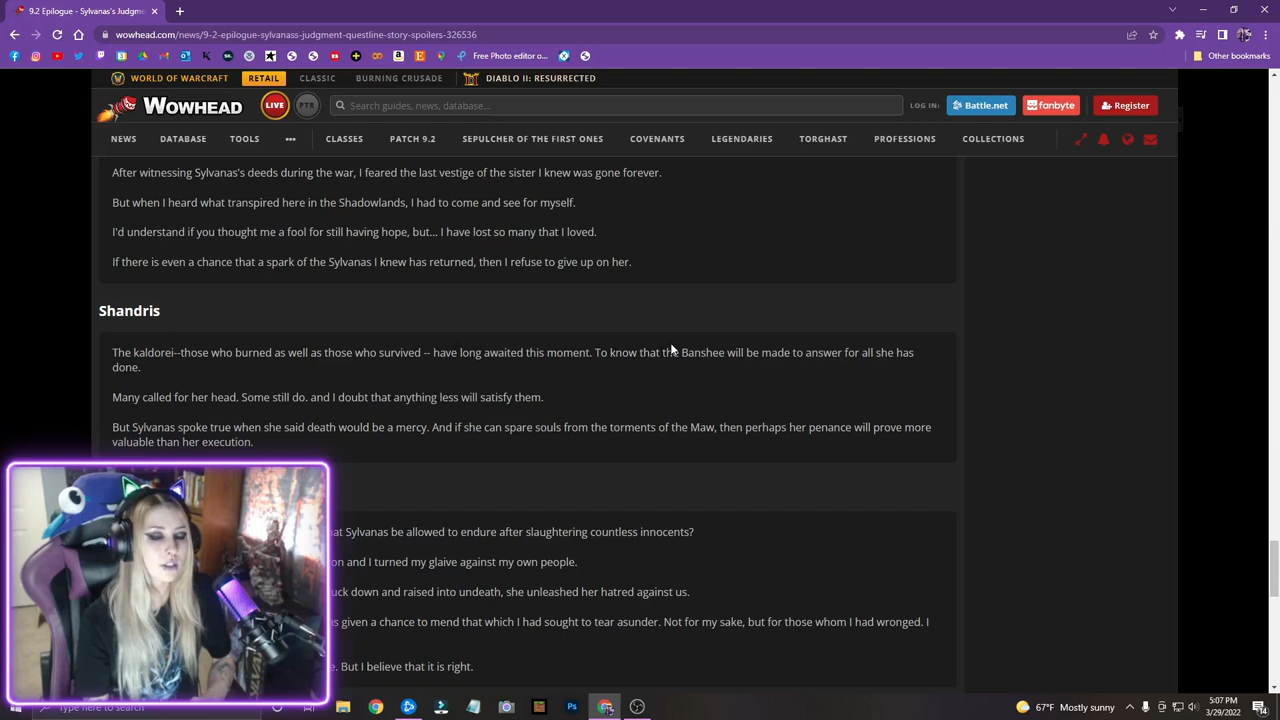 9.2 Epilogue - Sylvanas's Judgm
wowhead.com/news/9-2-epilogue-sylvanass-judgment-questline-story-spoilers-326536
Free Photo editor o...
Other bookmarks
WORLD OF WARCRAFT
RETAIL
CLASSIC
BURNING CRUSADE
DIABLO II: RESURRECTED
WOWHEAD
LIVE
PTR
Search guides, news, database...
LOG IN:
Battle.net
fanbyte
Register
NEWS
DATABASE
TOOLS
•••
CLASSES
PATCH 9.2
SEPULCHER OF THE FIRST ONES
COVENANTS
LEGENDARIES
TORGHAST
PROFESSIONS
COLLECTIONS
After witnessing Sylvanas's deeds during the war, I feared the last vestige of the sister I knew was gone forever.
But when I heard what transpired here in the Shadowlands, I had to come and see for myself.
I'd understand if you thought me a fool for still having hope, but... I have lost so many that I loved.
If there is even a chance that a spark of the Sylvanas I knew has returned, then I refuse to give up on her.
Shandris
The kaldorei--those who burned as well as those who survived -- have long awaited this moment. To know that the Banshee will be made to answer for all she has
done.
Many called for her head. Some still do. and I doubt that anything less will satisfy them.
But Sylvanas spoke true when she said death would be a mercy. And if she can spare souls from the torments of the Maw, then perhaps her penance will prove more
valuable than her execution.
at Sylvanas be allowed to endure after slaughtering countless innocents?
on and I turned my glaive against my own people.
uck down and raised into undeath, she unleashed her hatred against us.
s given a chance to mend that which I had sought to tear asunder. Not for my sake, but for those whom I had wronged. I
e. But I believe that it is right.
Type here to search
67°F Mostly sunny
5:07 PM
3/29/2022